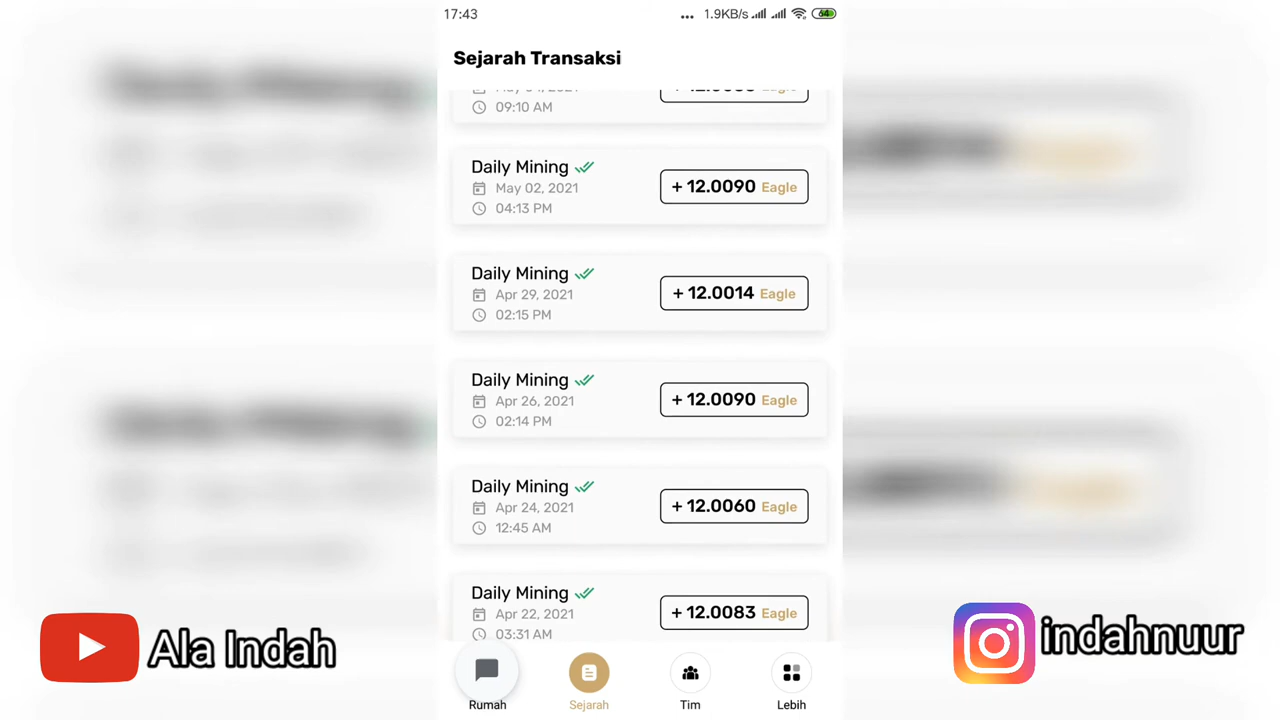 17:43
1.9KB/s
64
Sejarah Transaksi
09:10 AM
Daily Mining
May 02, 2021
04:13 PM
+ 12.0090 Eagle
Daily Mining
Apr 29, 2021
02:15 PM
+ 12.0014 Eagle
Daily Mining
Apr 26, 2021
02:14 PM
+ 12.0090 Eagle
Daily Mining
Apr 24, 2021
12:45 AM
+ 12.0060 Eagle
Daily Mining
Apr 22, 2021
03:31 AM
+ 12.0083 Eagle
Rumah
Sejarah
Tim
Lebih
Ala Indah
indahnuur